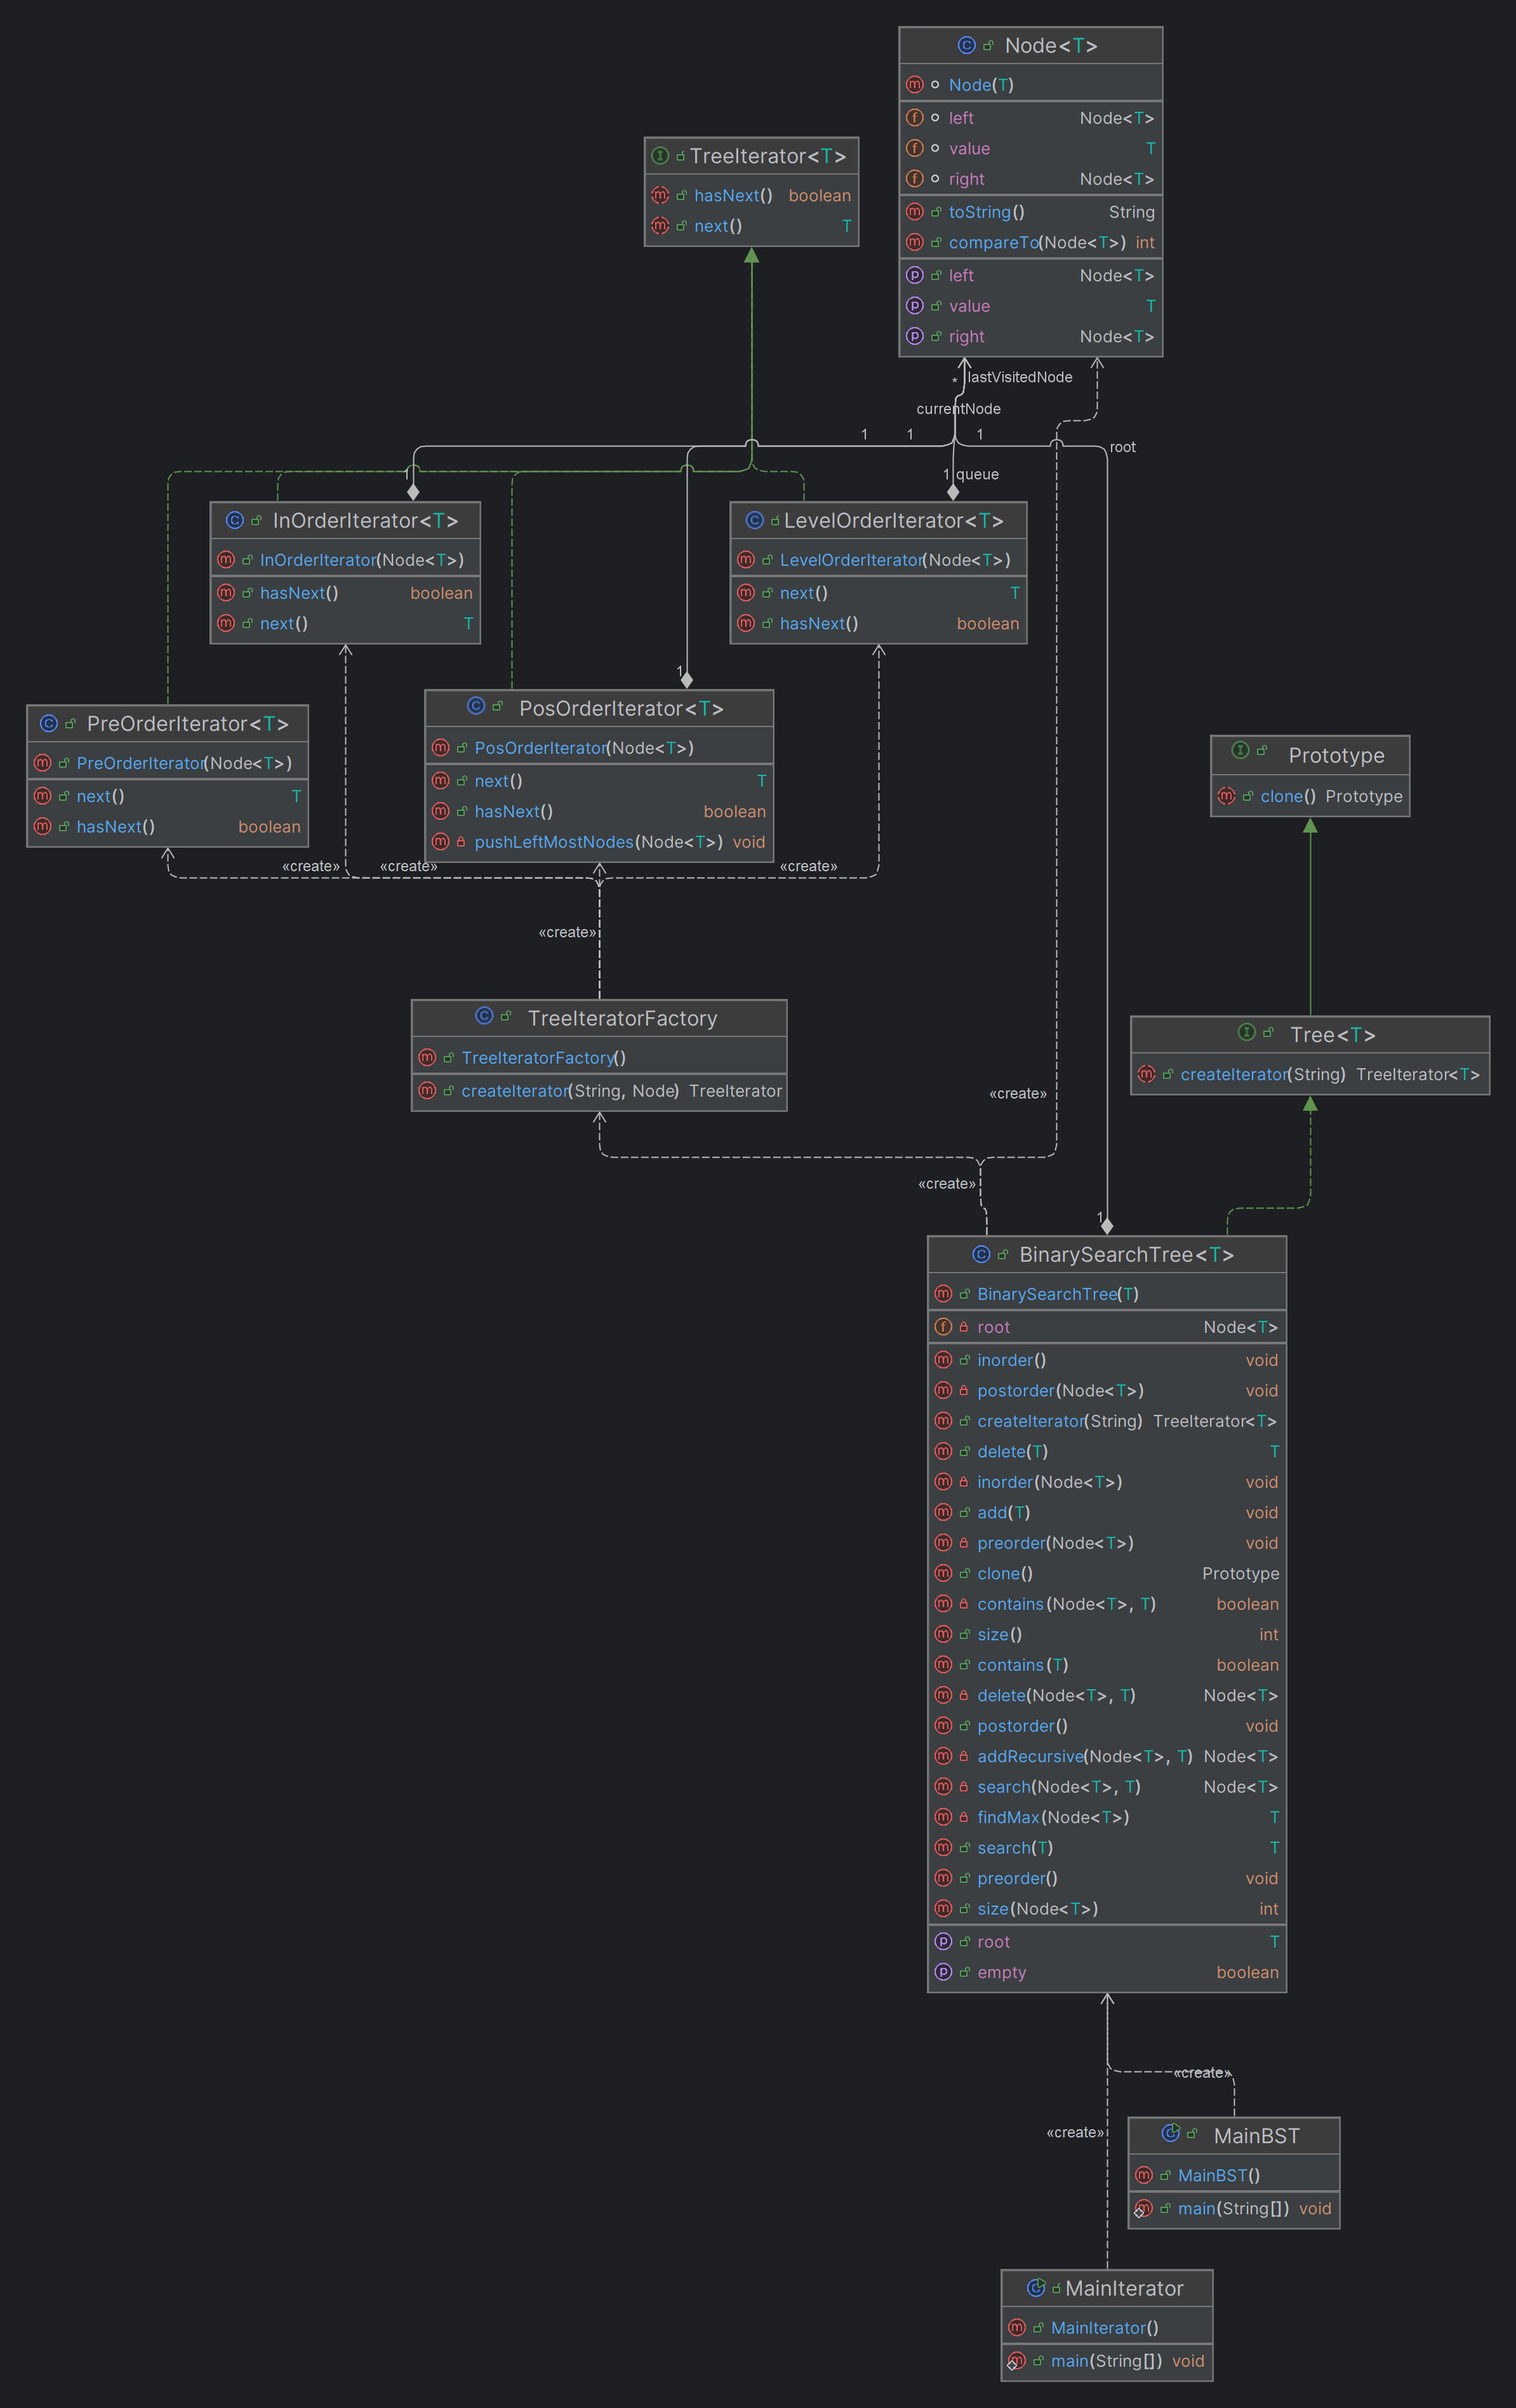 Node<T>
Node(T)
left Node<T>
value T
right Node<T>
toString() String
compareTo(Node<T>) int
left Node<T>
value T
right Node<T>
TreeIterator<T>
hasNext() boolean
next() T
* lastVisitedNode
currentNode
1 1 1 root
1 1 queue
InOrderIterator<T>
InOrderIterator(Node<T>)
hasNext() boolean
next() T
LevelOrderIterator<T>
LevelOrderIterator(Node<T>)
next() T
hasNext() boolean
1
PreOrderIterator<T>
PreOrderIterator(Node<T>)
next() T
hasNext() boolean
PosOrderIterator<T>
PosOrderIterator(Node<T>)
next() T
hasNext() boolean
pushLeftMostNodes(Node<T>) void
Prototype
clone() Prototype
«create» «create» «create»
«create»
TreeIteratorFactory
TreeIteratorFactory()
createIterator(String, Node) TreeIterator
Tree<T>
createIterator(String) TreeIterator<T>
«create»
«create»
1
BinarySearchTree<T>
BinarySearchTree(T)
root Node<T>
inorder() void
postorder(Node<T>) void
createIterator(String) TreeIterator<T>
delete(T) T
inorder(Node<T>) void
add(T) void
preorder(Node<T>) void
clone() Prototype
contains(Node<T>, T) boolean
size() int
contains(T) boolean
delete(Node<T>, T) Node<T>
postorder() void
addRecursive(Node<T>, T) Node<T>
search(Node<T>, T) Node<T>
findMax(Node<T>) T
search(T) T
preorder() void
size(Node<T>) int
root T
empty boolean
«create»
«create»
MainBST
MainBST()
main(String[]) void
MainIterator
MainIterator()
main(String[]) void